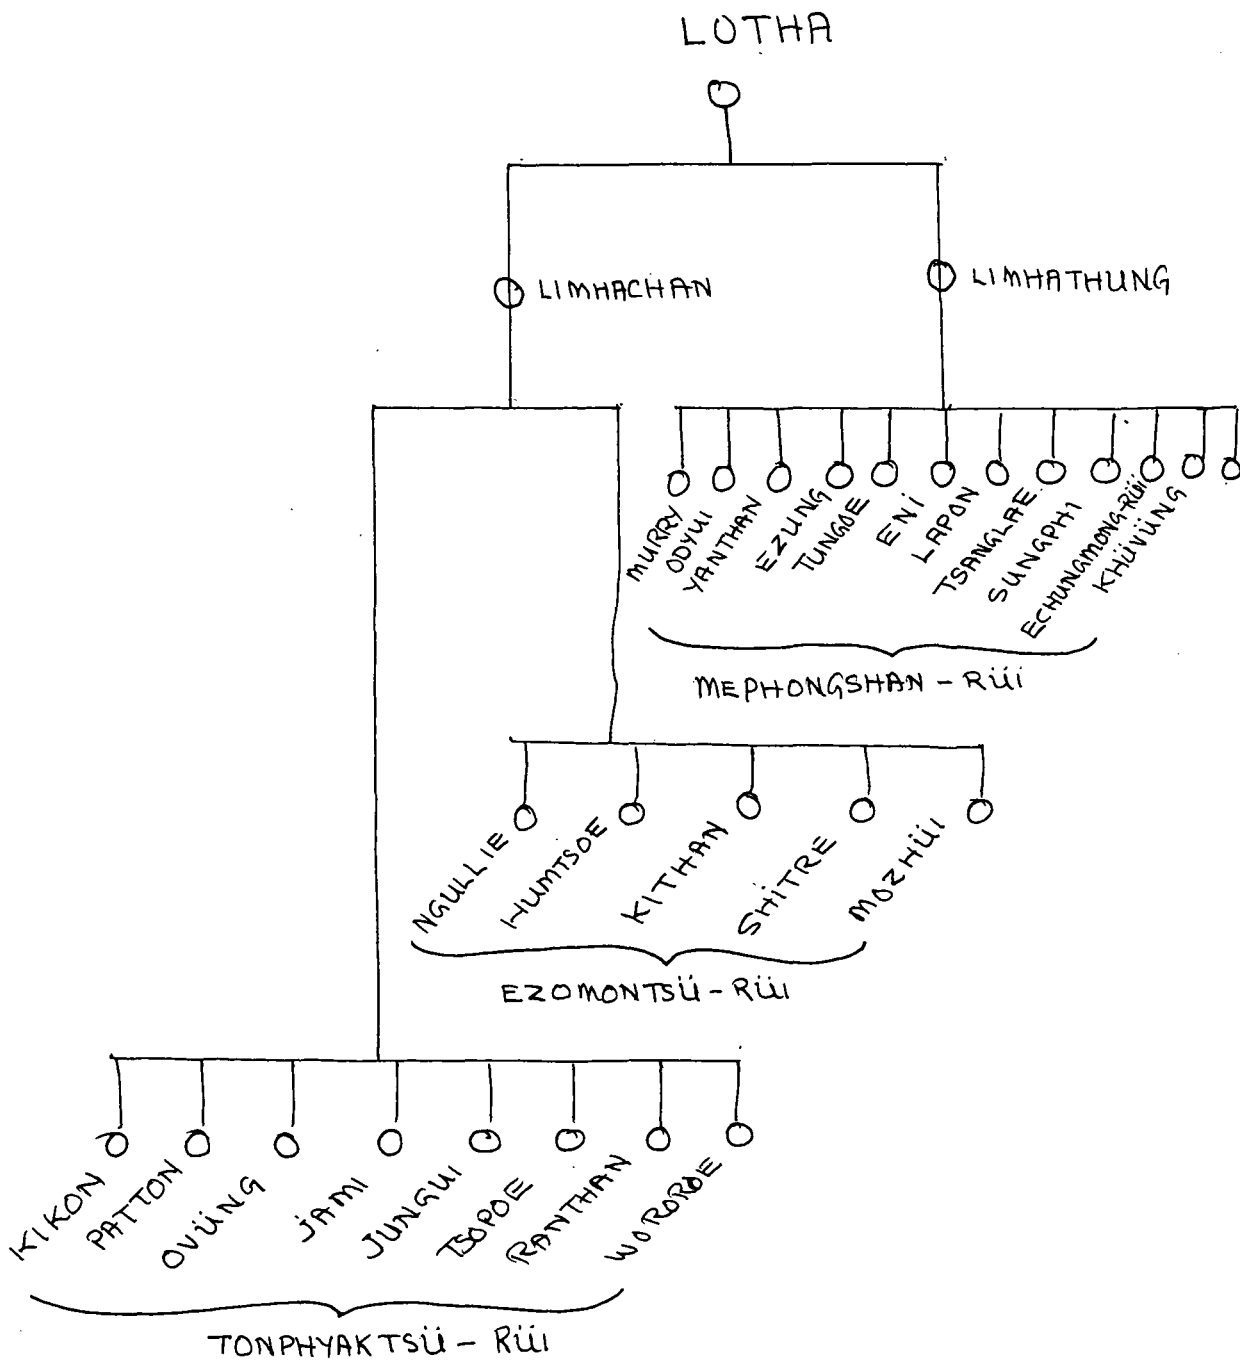 LOTHA
LIMHACHAN
LIMHATHUNG
MURRY
ODYUI
YANTHAN
EZUNG
TUNGOE
ENI
LAPON
TSANGLAE
SUNGPHI
ECHUNGMONG-RÜI
KHÜVÜNG
MEPHONGSHAN - RÜI
NGULLIE
HUMTSOE
KITHAN
SHITRE
MOZHÜI
EZOMONTSÜ - RÜI
KIKON
PATTON
OVÜNG
JAMI
JUNGUI
TSOPOE
RANTHAN
WOROROE
TONPHYAKTSÜ - RÜI